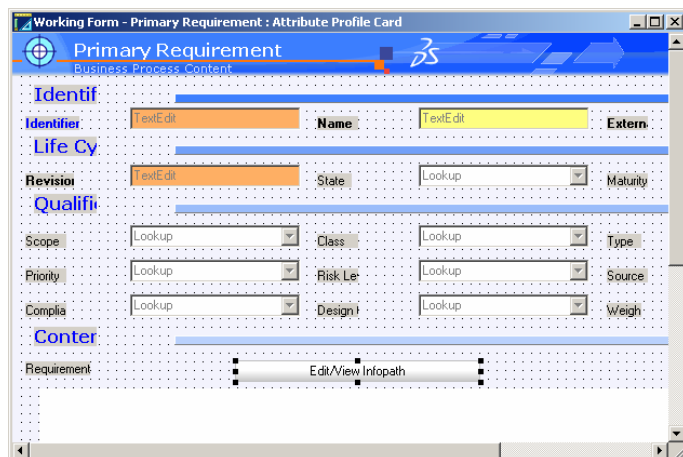 Working Form - Primary Requirement : Attribute Profile Card
Primary Requirement
Business Process Content
Identif
Identifier TextEdit Name TextEdit Extern
Life Cy
Revision TextEdit State Lookup Maturity
Qualifi
Scope Lookup Class Lookup Type
Priority Lookup Risk Le Lookup Source
Complia Lookup Design Lookup Weigh
Conter
Requirement Edit/View Infopath